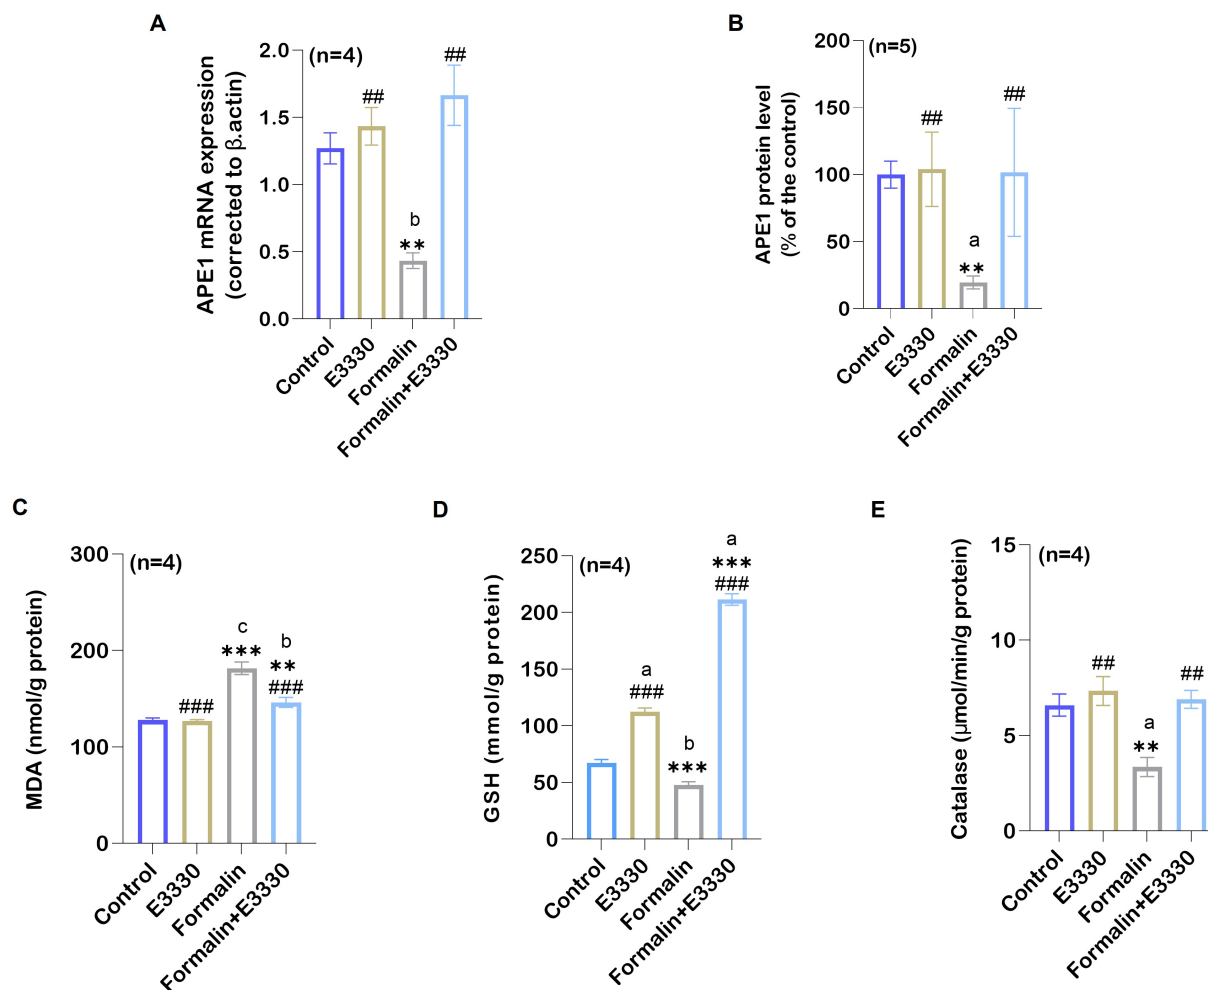 A
APE1 mRNA expression
(corrected to β.actin)
2.0
1.5
1.0
0.5
0.0
(n=4)
##
b
**
##
Control
E3330
Formalin
Formalin+E3330
B
APE1 protein level
(% of the control)
200
150
100
50
0
(n=5)
##
a
**
##
Control
E3330
Formalin
Formalin+E3330
C
MDA (nmol/g protein)
300
200
100
0
(n=4)
###
c
***
b
**
###
Control
E3330
Formalin
Formalin+E3330
D
GSH (mmol/g protein)
250
200
150
100
50
0
(n=4)
a
###
b
***
a
***
###
Control
E3330
Formalin
Formalin+E3330
E
Catalase (μmol/min/g protein)
15
10
5
0
(n=4)
##
a
**
##
Control
E3330
Formalin
Formalin+E3330